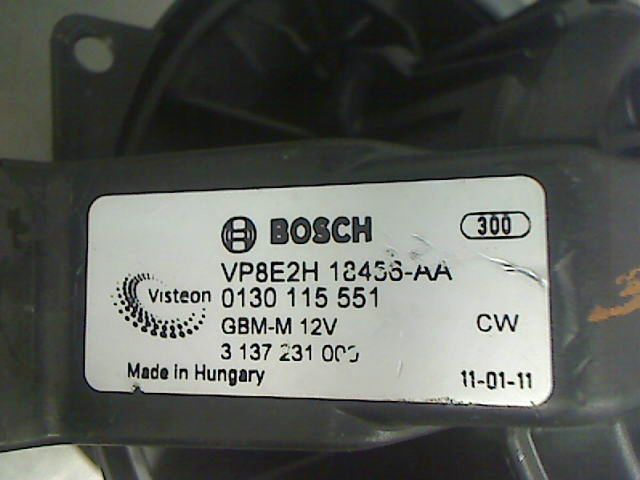 BOSCH
300
VP8E2H 18456-AA
Visteon
0130 115 551
GBM-M 12V
CW
3 137 231
Made in Hungary
11-01-11